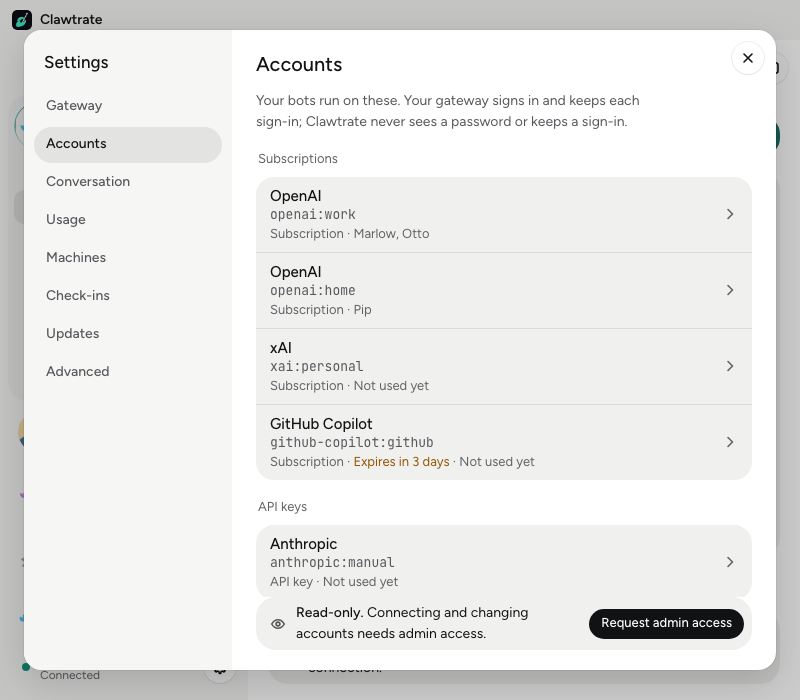 Clawtrate
Settings
Gateway
Accounts
Conversation
Usage
Machines
Check-ins
Updates
Advanced
Accounts
Your bots run on these. Your gateway signs in and keeps each
sign-in; Clawtrate never sees a password or keeps a sign-in.
Subscriptions
OpenAI
openai:work
Subscription · Marlow, Otto
OpenAI
openai:home
Subscription · Pip
xAI
xai:personal
Subscription · Not used yet
GitHub Copilot
github-copilot:github
Subscription · Expires in 3 days · Not used yet
API keys
Anthropic
anthropic:manual
API key · Not used yet
Read-only. Connecting and changing
accounts needs admin access.
Request admin access
Connected
connection.